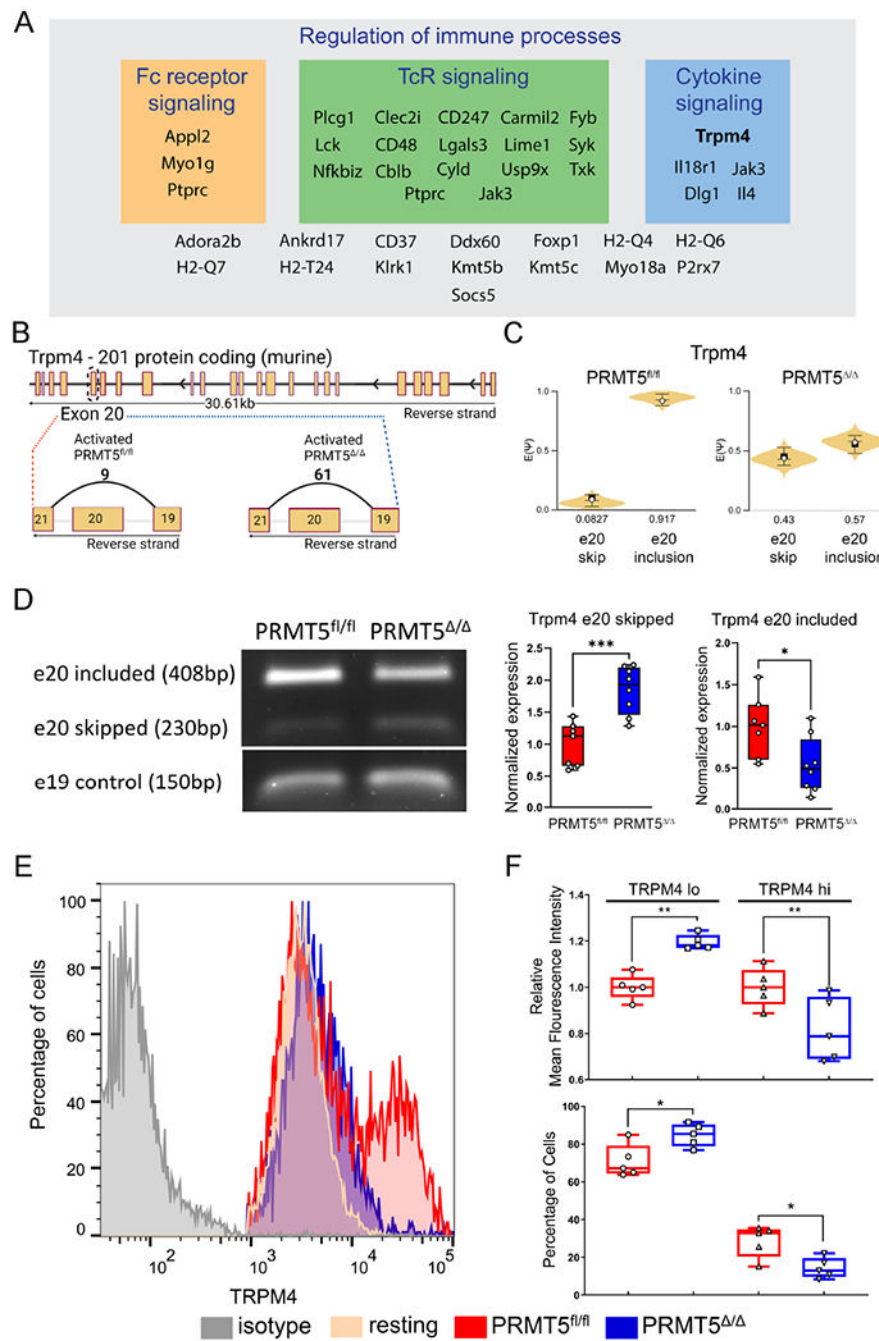 A
Regulation of immune processes
Fc receptor
signaling
Appl2
Myo1g
Ptprc
TcR signaling
Plcg1 Clec2i CD247 Carmil2 Fyb
Lck CD48 Lgals3 Lime1 Syk
Nfkbiz Cblb Cyld Usp9x Txk
Ptprc Jak3
Cytokine
signaling
Trpm4
Il18r1 Jak3
Dlg1 Il4
Adora2b Ankrd17 CD37 Ddx60 Foxp1 H2-Q4 H2-Q6
H2-Q7 H2-T24 Klrk1 Kmt5b Kmt5c Myo18a P2rx7
Socs5
B
Trpm4 - 201 protein coding (murine)
30.61kb
Reverse strand
Exon 20
Activated
PRMT5fl/fl
9
21 20 19
Reverse strand
Activated
PRMT5Δ/Δ
61
21 20 19
Reverse strand
C
Trpm4
PRMT5fl/fl
E(Ψ)
1.0
0.5
0.0
0.0827 0.917
e20 e20
skip inclusion
PRMT5Δ/Δ
E(Ψ)
1.0
0.5
0.0
0.43 0.57
e20 e20
skip inclusion
D
PRMT5fl/fl PRMT5Δ/Δ
e20 included (408bp)
e20 skipped (230bp)
e19 control (150bp)
Trpm4 e20 skipped
Normalized expression
2.5
2.0
1.5
1.0
0.5
0.0
***
PRMT5fl/fl PRMT5Δ/Δ
Trpm4 e20 included
Normalized expression
2.0
1.5
1.0
0.5
0.0
*
PRMT5fl/fl PRMT5Δ/Δ
E
Percentage of cells
100
80
60
40
20
0
10² 10³ 10⁴ 10⁵
TRPM4
F
TRPM4 lo TRPM4 hi
Relative
Mean Flourescence Intensity
1.4
1.2
1.0
0.8
0.6
** **
Percentage of Cells
100
80
60
40
20
0
*
*
isotype resting PRMT5fl/fl PRMT5Δ/Δ